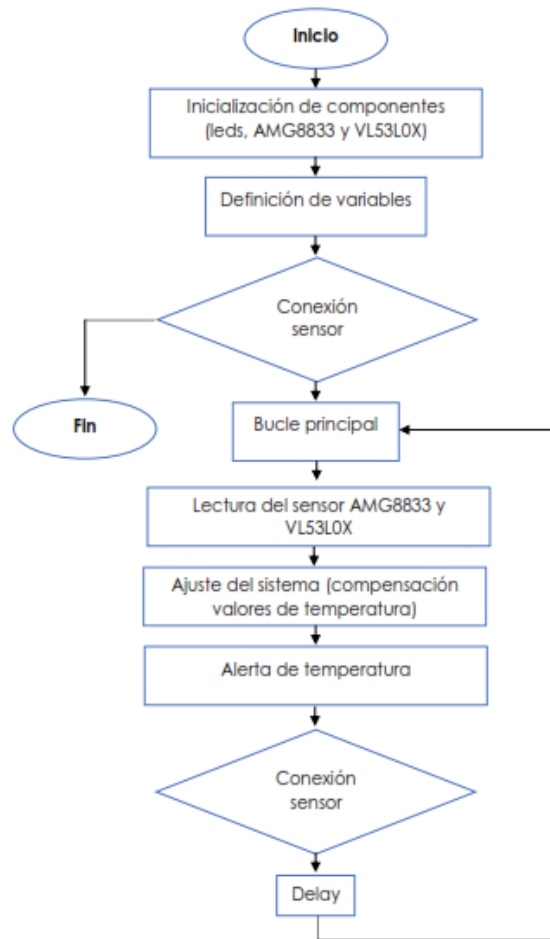 Inicio
Inicialización de componentes
(leds, AMG8833 y VL53L0X)
Definición de variables
Conexión
sensor
Fin
Bucle principal
Lectura del sensor AMG8833 y
VL53L0X
Ajuste del sistema (compensación
valores de temperatura)
Alerta de temperatura
Conexión
sensor
Delay